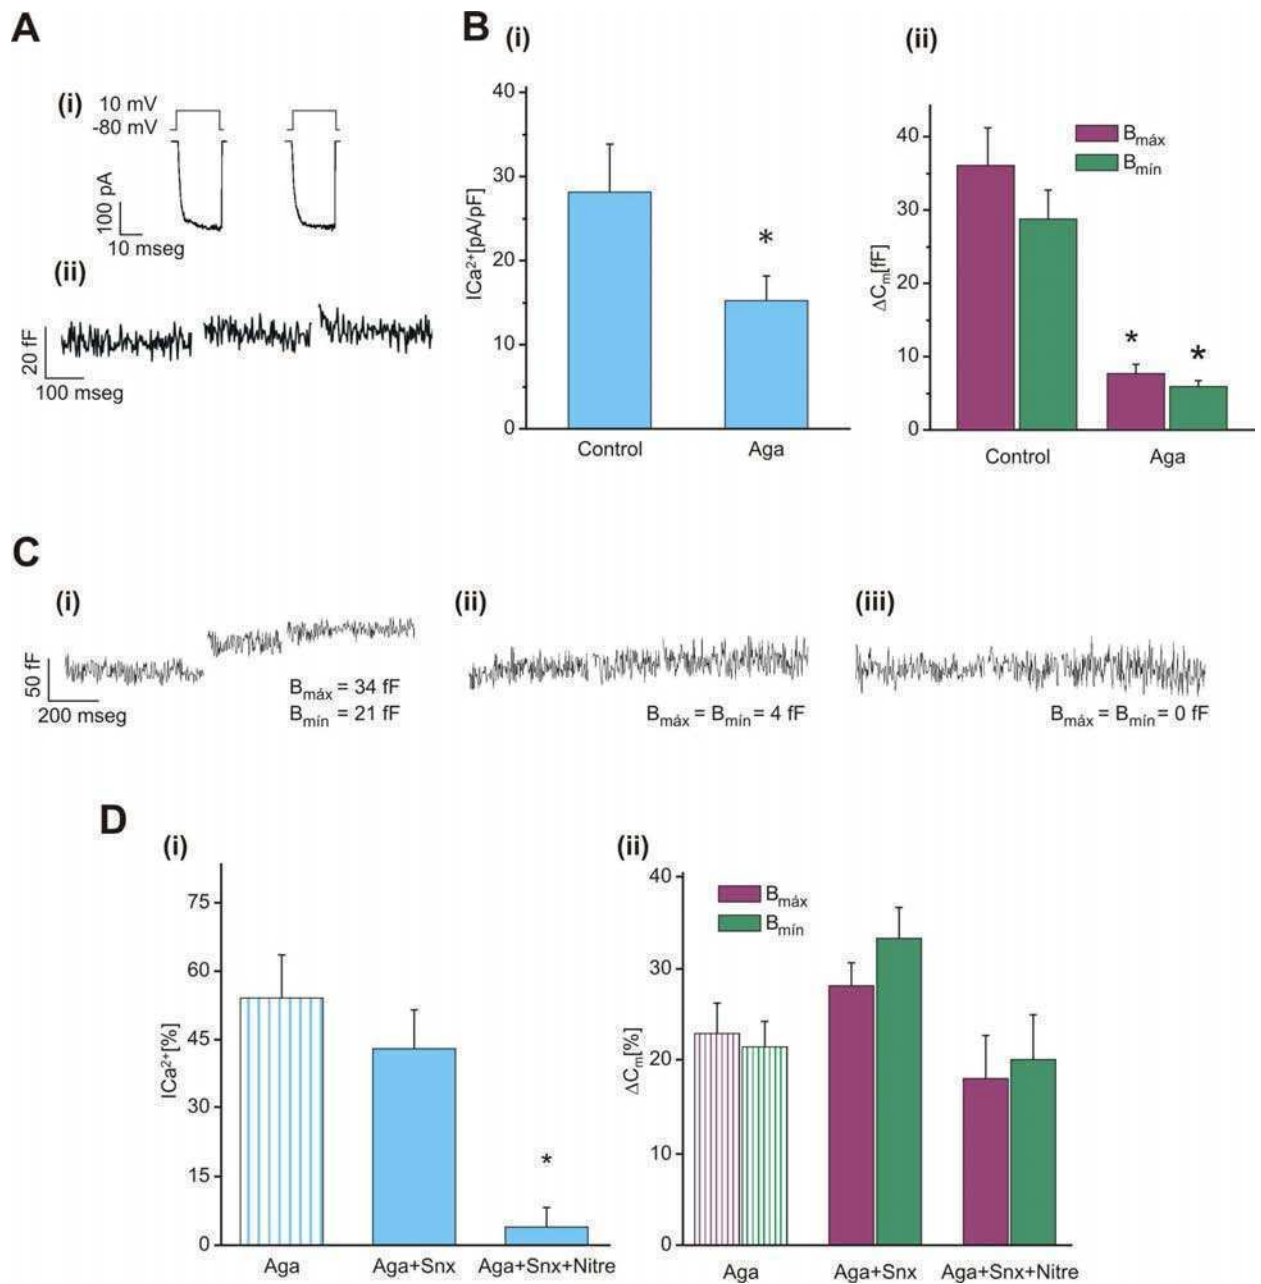 A
(i)
10 mV
-80 mV
100 pA
10 mseg
(ii)
20 fF
100 mseg
B
(i)
40
30
20
10
0
ICa²⁺[pA/pF]
*
Control
Aga
(ii)
40
30
20
10
0
ΔCₘ[fF]
Bmáx
Bmín
*
*
Control
Aga
C
(i)
50 fF
200 mseg
Bmáx = 34 fF
Bmín = 21 fF
(ii)
Bmáx = Bmín = 4 fF
(iii)
Bmáx = Bmín = 0 fF
D
(i)
75
60
45
30
15
0
ICa²⁺[%]
*
Aga
Aga+Snx
Aga+Snx+Nitre
(ii)
40
30
20
10
0
ΔCₘ[%]
Bmáx
Bmín
Aga
Aga+Snx
Aga+Snx+Nitre